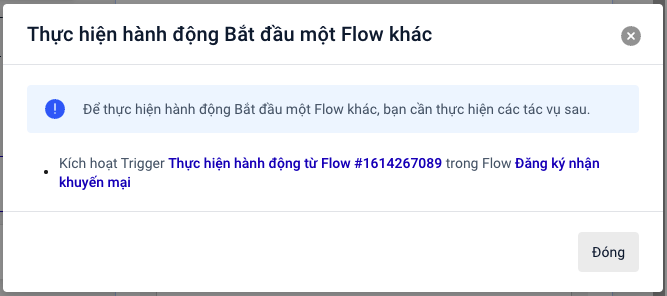 Thực hiện hành động Bắt đầu một Flow khác
Để thực hiện hành động Bắt đầu một Flow khác, bạn cần thực hiện các tác vụ sau.
Kích hoạt Trigger Thực hiện hành động từ Flow #1614267089 trong Flow Đăng ký nhận
khuyến mại
Đóng